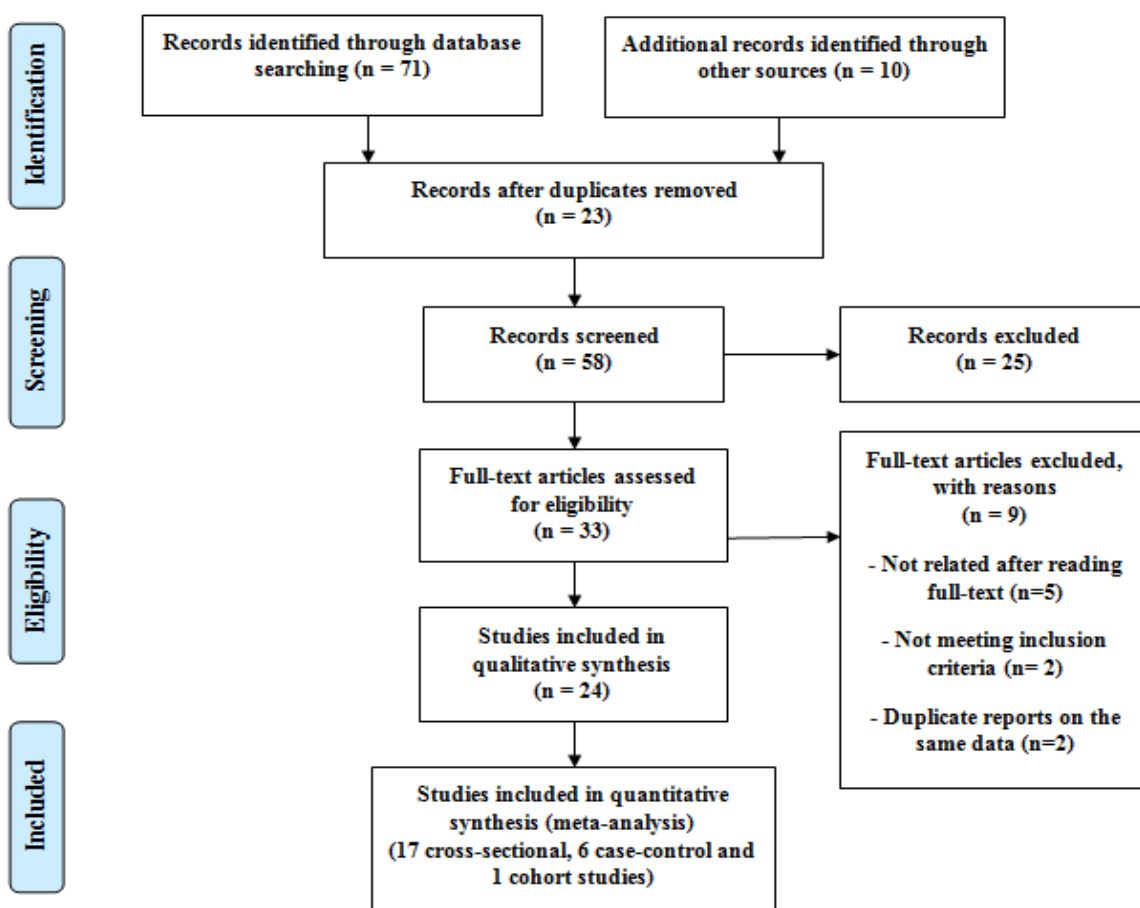 Identification
Records identified through database
searching (n = 71)
Additional records identified through
other sources (n = 10)
Records after duplicates removed
(n = 23)
Screening
Records screened
(n = 58)
Records excluded
(n = 25)
Eligibility
Full-text articles assessed
for eligibility
(n = 33)
Full-text articles excluded,
with reasons
(n = 9)
- Not related after reading
full-text (n=5)
- Not meeting inclusion
criteria (n= 2)
- Duplicate reports on the
same data (n=2)
Studies included in
qualitative synthesis
(n = 24)
Included
Studies included in quantitative
synthesis (meta-analysis)
(17 cross-sectional, 6 case-control and
1 cohort studies)